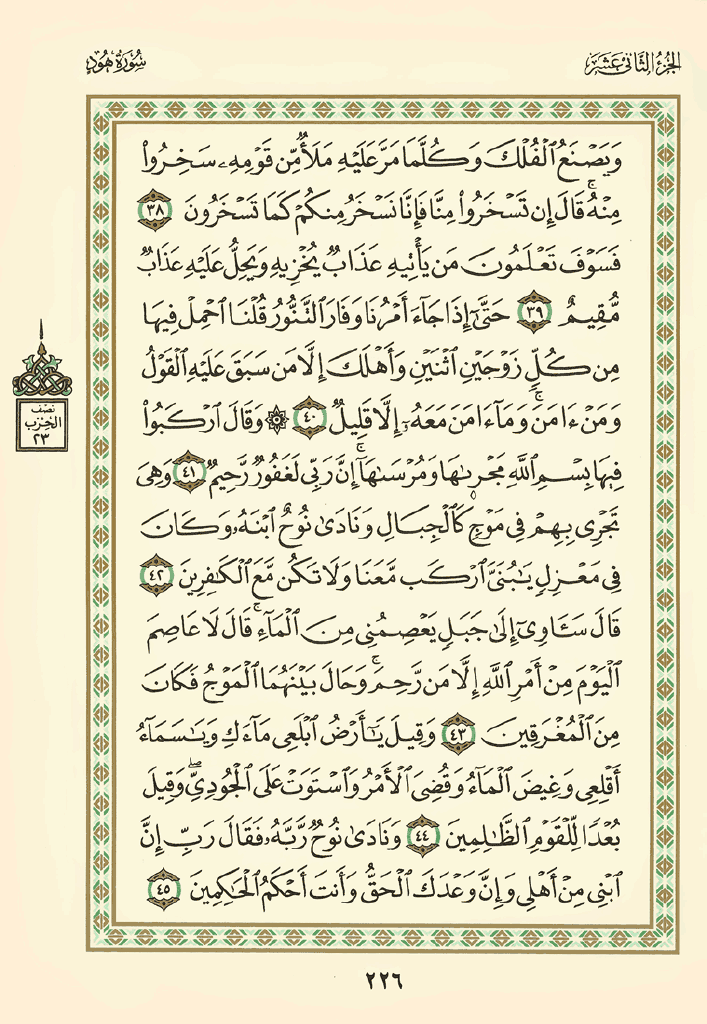 الجزء الثاني عشر
سورة هود
وَيَصْنَعُ ٱلْفُلْكَ وَكُلَّمَا مَرَّ عَلَيْهِ مَلَأٌ مِّن قَوْمِهِۦ سَخِرُوا۟
مِنْهُ ۚ قَالَ إِن تَسْخَرُوا۟ مِنَّا فَإِنَّا نَسْخَرُ مِنكُمْ كَمَا تَسْخَرُونَ ٣٨
فَسَوْفَ تَعْلَمُونَ مَن يَأْتِيهِ عَذَابٌ يُخْزِيهِ وَيَحِلُّ عَلَيْهِ عَذَابٌ
مُّقِيمٌ ٣٩ حَتَّىٰٓ إِذَا جَآءَ أَمْرُنَا وَفَارَ ٱلتَّنُّورُ قُلْنَا ٱحْمِلْ فِيهَا
مِن كُلٍّ زَوْجَيْنِ ٱثْنَيْنِ وَأَهْلَكَ إِلَّا مَن سَبَقَ عَلَيْهِ ٱلْقَوْلُ
وَمَنْ ءَامَنَ ۚ وَمَآ ءَامَنَ مَعَهُۥٓ إِلَّا قَلِيلٌ ٤٠ ۞ وَقَالَ ٱرْكَبُوا۟
فِيهَا بِسْمِ ٱللَّهِ مَجْر۪ىٰهَا وَمُرْسَىٰهَآ ۚ إِنَّ رَبِّى لَغَفُورٌ رَّحِيمٌ ٤١ وَهِىَ
تَجْرِى بِهِمْ فِى مَوْجٍ كَٱلْجِبَالِ وَنَادَىٰ نُوحٌ ٱبْنَهُۥ وَكَانَ
فِى مَعْزِلٍ يَٰبُنَىَّ ٱرْكَب مَّعَنَا وَلَا تَكُن مَّعَ ٱلْكَٰفِرِينَ ٤٢
قَالَ سَـَٔاوِىٓ إِلَىٰ جَبَلٍ يَعْصِمُنِى مِنَ ٱلْمَآءِ ۚ قَالَ لَا عَاصِمَ
ٱلْيَوْمَ مِنْ أَمْرِ ٱللَّهِ إِلَّا مَن رَّحِمَ ۚ وَحَالَ بَيْنَهُمَا ٱلْمَوْجُ فَكَانَ
مِنَ ٱلْمُغْرَقِينَ ٤٣ وَقِيلَ يَٰٓأَرْضُ ٱبْلَعِى مَآءَكِ وَيَٰسَمَآءُ
أَقْلِعِى وَغِيضَ ٱلْمَآءُ وَقُضِىَ ٱلْأَمْرُ وَٱسْتَوَتْ عَلَى ٱلْجُودِىِّ ۖ وَقِيلَ
بُعْدًا لِّلْقَوْمِ ٱلظَّٰلِمِينَ ٤٤ وَنَادَىٰ نُوحٌ رَّبَّهُۥ فَقَالَ رَبِّ إِنَّ
ٱبْنِى مِنْ أَهْلِى وَإِنَّ وَعْدَكَ ٱلْحَقُّ وَأَنتَ أَحْكَمُ ٱلْحَٰكِمِينَ ٤٥
نصف
الحزب
٢٣
٢٢٦